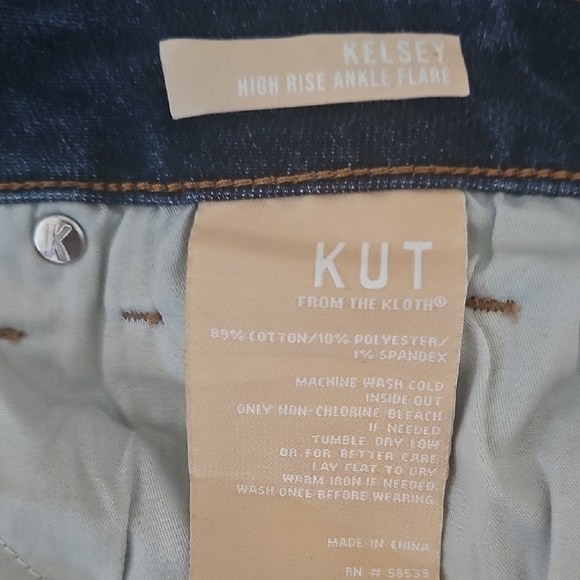 KELSEY
HIGH RISE ANKLE FLARE
K
KUT
FROM THE KLOTH®
89% COTTON/10% POLYESTER/
1% SPANDEX
MACHINE WASH COLD
INSIDE OUT
ONLY NON-CHLORINE BLEACH
IF NEEDED
TUMBLE DRY LOW
OR FOR BETTER CARE
LAY FLAT TO DRY
WARM IRON IF NEEDED
WASH ONCE BEFORE WEARING
MADE IN CHINA
RN # 58539